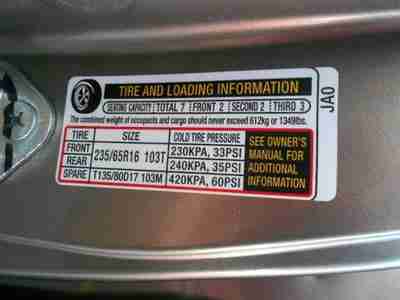 TIRE AND LOADING INFORMATION
SEATING CAPACITY TOTAL 7 FRONT 2 SECOND 2 THIRD 3
The combined weight of occupants and cargo should never exceed 612kg or 1349lbs.
TIRE SIZE COLD TIRE PRESSURE
FRONT 235/65R16 103T 230KPA, 33PSI
REAR 240KPA, 35PSI
SPARE T135/80D17 103M 420KPA, 60PSI
SEE OWNER'S
MANUAL FOR
ADDITIONAL
INFORMATION
JA0